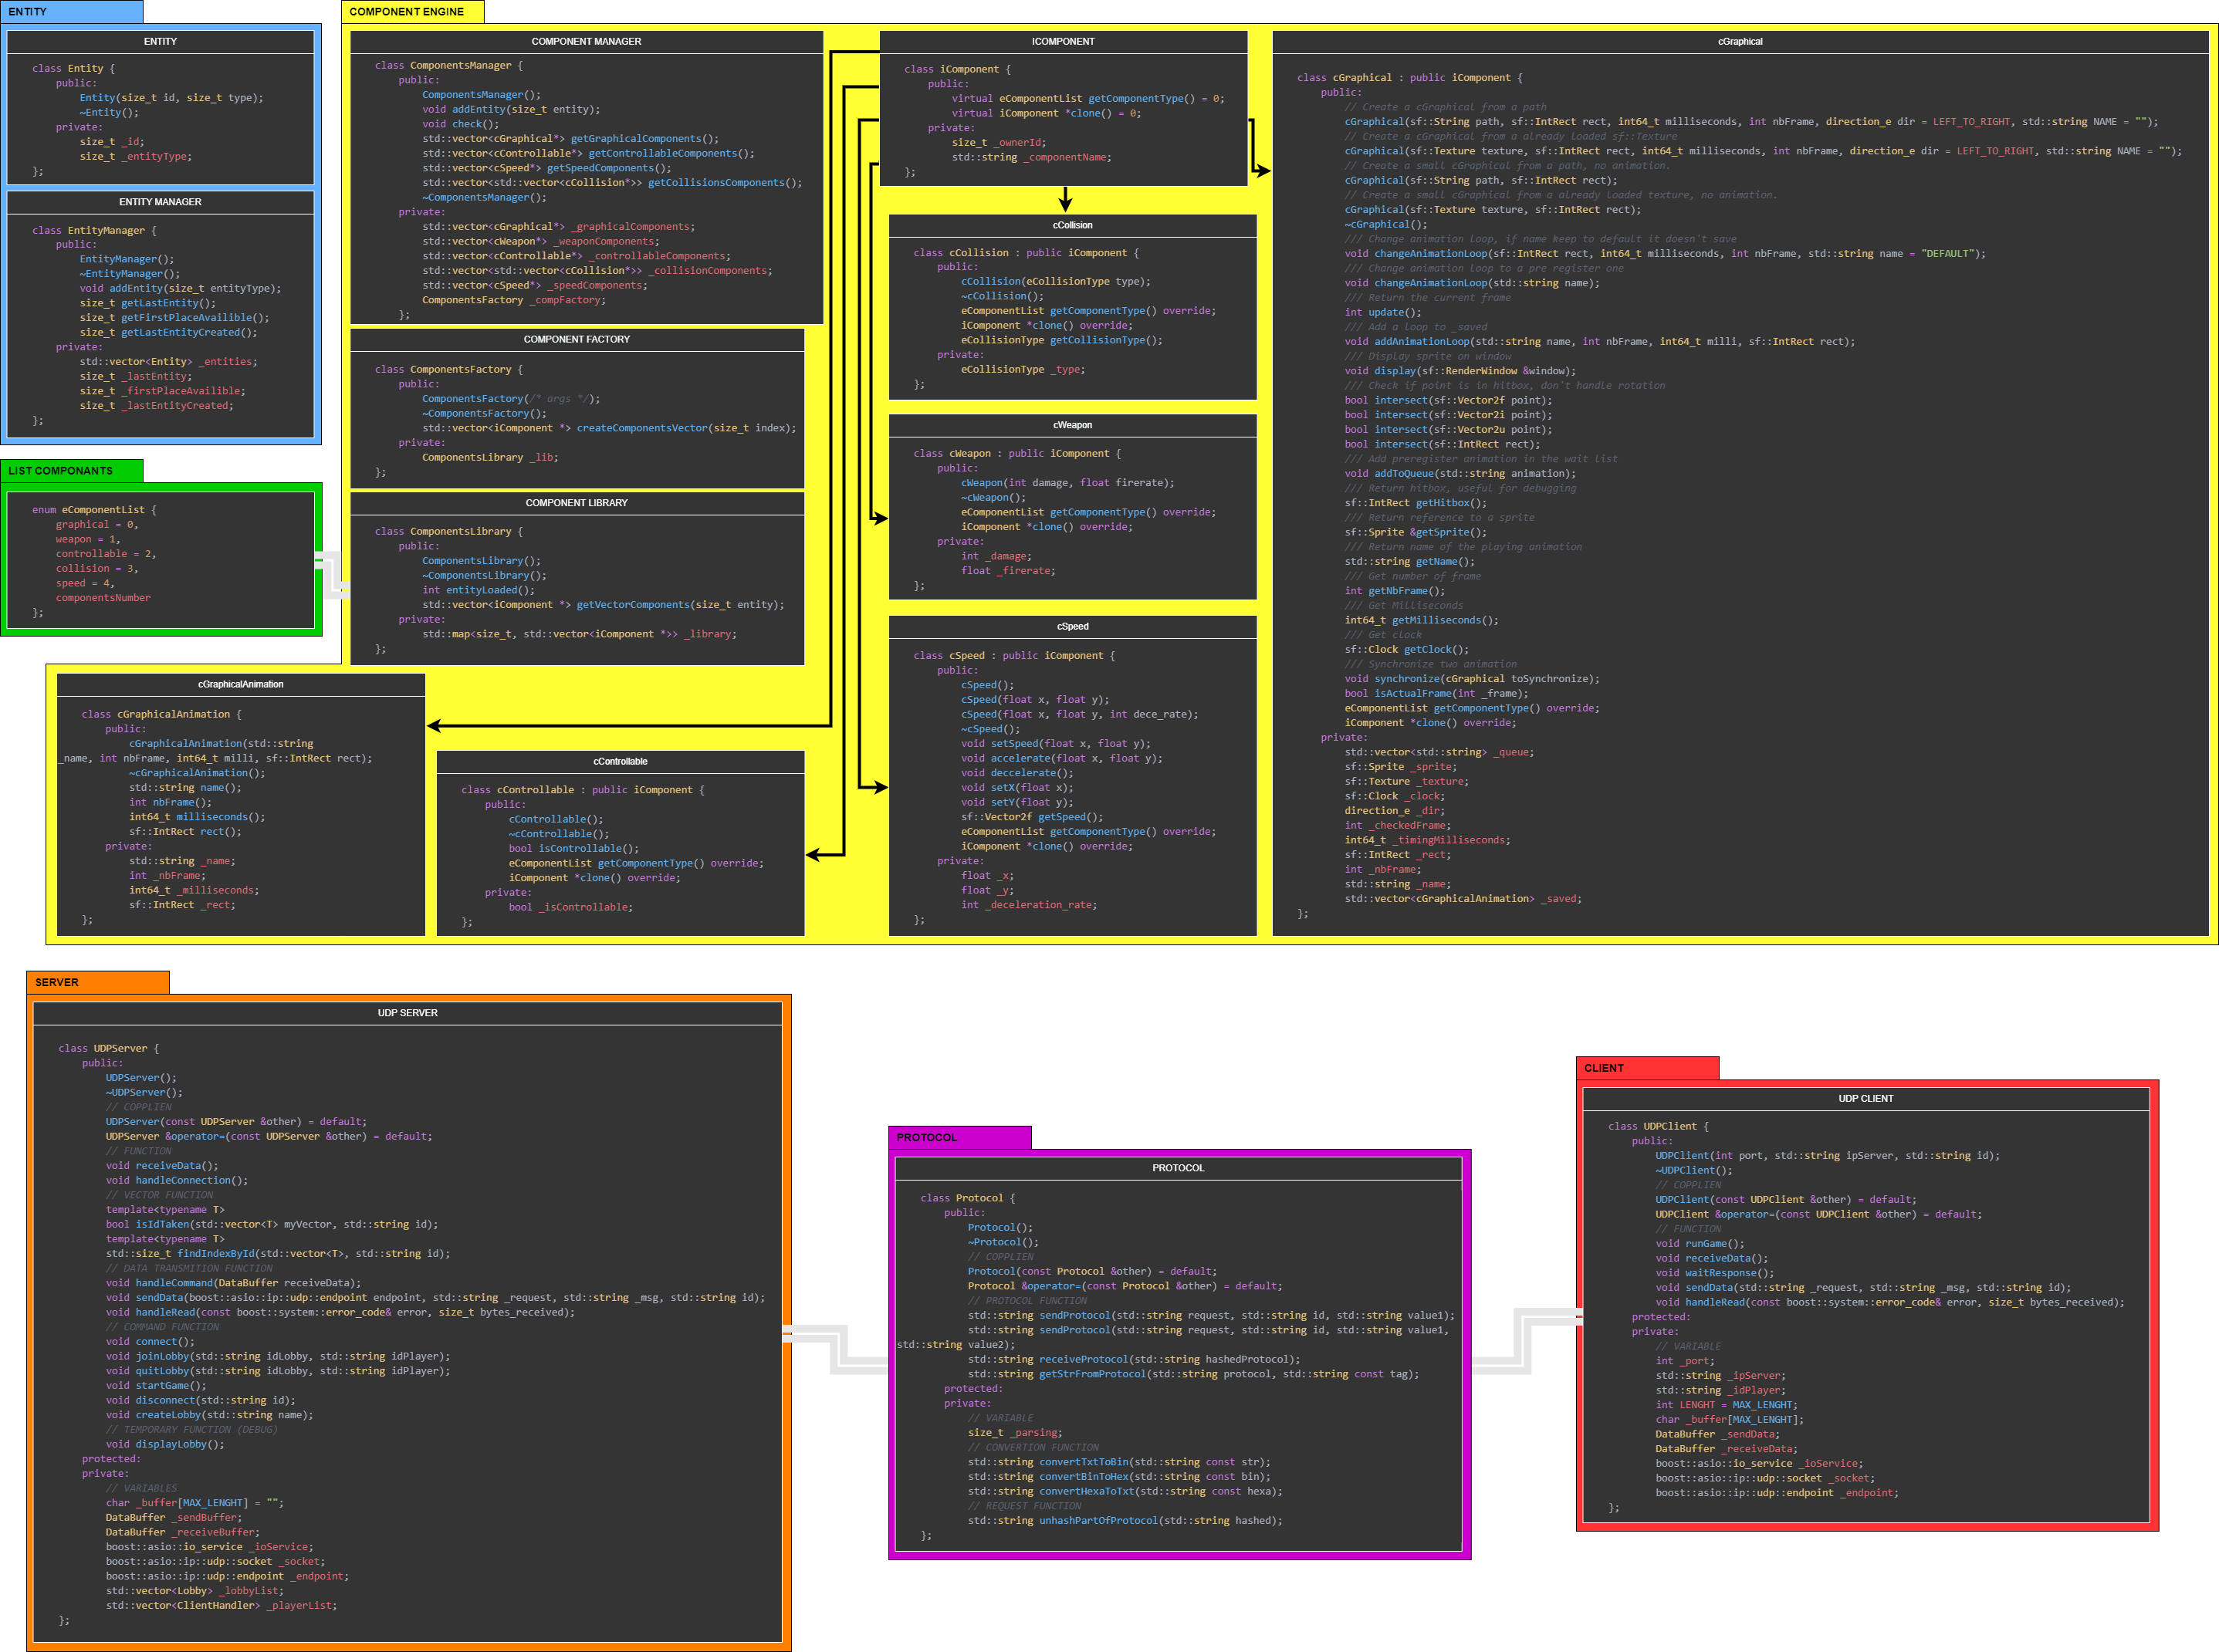 ENTITY
ENTITY
class Entity {
public:
Entity(size_t id, size_t type);
~Entity();
private:
size_t _id;
size_t _entityType;
};
ENTITY MANAGER
class EntityManager {
public:
EntityManager();
~EntityManager();
void addEntity(size_t entityType);
size_t getLastEntity();
size_t getFirstPlaceAvailible();
size_t getLastEntityCreated();
private:
std::vector<Entity> _entities;
size_t _lastEntity;
size_t _firstPlaceAvailible;
size_t _lastEntityCreated;
};
LIST COMPONANTS
enum eComponentList {
graphical = 0,
weapon = 1,
controllable = 2,
collision = 3,
speed = 4,
componentsNumber
};
COMPONENT ENGINE
COMPONENT MANAGER
class ComponentsManager {
public:
ComponentsManager();
void addEntity(size_t entity);
void check();
std::vector<cGraphical*> getGraphicalComponents();
std::vector<cControllable*> getControllableComponents();
std::vector<cSpeed*> getSpeedComponents();
std::vector<std::vector<cCollision*>> getCollisionsComponents();
~ComponentsManager();
private:
std::vector<cGraphical*> _graphicalComponents;
std::vector<cWeapon*> _weaponComponents;
std::vector<cControllable*> _controllableComponents;
std::vector<std::vector<cCollision*>> _collisionComponents;
std::vector<cSpeed*> _speedComponents;
ComponentsFactory _compFactory;
};
COMPONENT FACTORY
class ComponentsFactory {
public:
ComponentsFactory(/* args */);
~ComponentsFactory();
std::vector<iComponent *> createComponentsVector(size_t index);
private:
ComponentsLibrary _lib;
};
COMPONENT LIBRARY
class ComponentsLibrary {
public:
ComponentsLibrary();
~ComponentsLibrary();
int entityLoaded();
std::vector<iComponent *> getVectorComponents(size_t entity);
private:
std::map<size_t, std::vector<iComponent *>> _library;
};
cGraphicalAnimation
class cGraphicalAnimation {
public:
cGraphicalAnimation(std::string
_name, int nbFrame, int64_t milli, sf::IntRect rect);
~cGraphicalAnimation();
std::string name();
int nbFrame();
int64_t milliseconds();
sf::IntRect rect();
private:
std::string _name;
int _nbFrame;
int64_t _milliseconds;
sf::IntRect _rect;
};
cControllable
class cControllable : public iComponent {
public:
cControllable();
~cControllable();
bool isControllable();
eComponentList getComponentType() override;
iComponent *clone() override;
private:
bool _isControllable;
};
ICOMPONENT
class iComponent {
public:
virtual eComponentList getComponentType() = 0;
virtual iComponent *clone() = 0;
private:
size_t _ownerId;
std::string _componentName;
};
cCollision
class cCollision : public iComponent {
public:
cCollision(eCollisionType type);
~cCollision();
eComponentList getComponentType() override;
iComponent *clone() override;
eCollisionType getCollisionType();
private:
eCollisionType _type;
};
cWeapon
class cWeapon : public iComponent {
public:
cWeapon(int damage, float firerate);
~cWeapon();
eComponentList getComponentType() override;
iComponent *clone() override;
private:
int _damage;
float _firerate;
};
cSpeed
class cSpeed : public iComponent {
public:
cSpeed();
cSpeed(float x, float y);
cSpeed(float x, float y, int dece_rate);
~cSpeed();
void setSpeed(float x, float y);
void accelerate(float x, float y);
void deccelerate();
void setX(float x);
void setY(float y);
sf::Vector2f getSpeed();
eComponentList getComponentType() override;
iComponent *clone() override;
private:
float _x;
float _y;
int _deceleration_rate;
};
cGraphical
class cGraphical : public iComponent {
public:
// Create a cGraphical from a path
cGraphical(sf::String path, sf::IntRect rect, int64_t milliseconds, int nbFrame, direction_e dir = LEFT_TO_RIGHT, std::string NAME = "");
// Create a cGraphical from a already loaded sf::Texture
cGraphical(sf::Texture texture, sf::IntRect rect, int64_t milliseconds, int nbFrame, direction_e dir = LEFT_TO_RIGHT, std::string NAME = "");
// Create a small cGraphical from a path, no animation.
cGraphical(sf::String path, sf::IntRect rect);
// Create a small cGraphical from a already loaded texture, no animation.
cGraphical(sf::Texture texture, sf::IntRect rect);
~cGraphical();
/// Change animation loop, if name keep to default it doesn't save
void changeAnimationLoop(sf::IntRect rect, int64_t milliseconds, int nbFrame, std::string name = "DEFAULT");
/// Change animation loop to a pre register one
void changeAnimationLoop(std::string name);
/// Return the current frame
int update();
/// Add a loop to _saved
void addAnimationLoop(std::string name, int nbFrame, int64_t milli, sf::IntRect rect);
/// Display sprite on window
void display(sf::RenderWindow &window);
/// Check if point is in hitbox, don't handle rotation
bool intersect(sf::Vector2f point);
bool intersect(sf::Vector2i point);
bool intersect(sf::Vector2u point);
bool intersect(sf::IntRect rect);
/// Add preregister animation in the wait list
void addToQueue(std::string animation);
/// Return hitbox, useful for debugging
sf::IntRect getHitbox();
/// Return reference to a sprite
sf::Sprite &getSprite();
/// Return name of the playing animation
std::string getName();
/// Get number of frame
int getNbFrame();
/// Get Milliseconds
int64_t getMilliseconds();
/// Get clock
sf::Clock getClock();
/// Synchronize two animation
void synchronize(cGraphical toSynchronize);
bool isActualFrame(int _frame);
eComponentList getComponentType() override;
iComponent *clone() override;
private:
std::vector<std::string> _queue;
sf::Sprite _sprite;
sf::Texture _texture;
sf::Clock _clock;
direction_e _dir;
int _checkedFrame;
int64_t _timingMilliseconds;
sf::IntRect _rect;
int _nbFrame;
std::string _name;
std::vector<cGraphicalAnimation> _saved;
};
SERVER
UDP SERVER
class UDPServer {
public:
UDPServer();
~UDPServer();
// COPPLIEN
UDPServer(const UDPServer &other) = default;
UDPServer &operator=(const UDPServer &other) = default;
// FUNCTION
void receiveData();
void handleConnection();
// VECTOR FUNCTION
template<typename T>
bool isIdTaken(std::vector<T> myVector, std::string id);
template<typename T>
std::size_t findIndexById(std::vector<T>, std::string id);
// DATA TRANSMITION FUNCTION
void handleCommand(DataBuffer receiveData);
void sendData(boost::asio::ip::udp::endpoint endpoint, std::string _request, std::string _msg, std::string id);
void handleRead(const boost::system::error_code& error, size_t bytes_received);
// COMMAND FUNCTION
void connect();
void joinLobby(std::string idLobby, std::string idPlayer);
void quitLobby(std::string idLobby, std::string idPlayer);
void startGame();
void disconnect(std::string id);
void createLobby(std::string name);
// TEMPORARY FUNCTION (DEBUG)
void displayLobby();
protected:
private:
// VARIABLES
char _buffer[MAX_LENGHT] = "";
DataBuffer _sendBuffer;
DataBuffer _receiveBuffer;
boost::asio::io_service _ioService;
boost::asio::ip::udp::socket _socket;
boost::asio::ip::udp::endpoint _endpoint;
std::vector<Lobby> _lobbyList;
std::vector<ClientHandler> _playerList;
};
PROTOCOL
PROTOCOL
class Protocol {
public:
Protocol();
~Protocol();
// COPPLIEN
Protocol(const Protocol &other) = default;
Protocol &operator=(const Protocol &other) = default;
// PROTOCOL FUNCTION
std::string sendProtocol(std::string request, std::string id, std::string value1);
std::string sendProtocol(std::string request, std::string id, std::string value1,
std::string value2);
std::string receiveProtocol(std::string hashedProtocol);
std::string getStrFromProtocol(std::string protocol, std::string const tag);
protected:
private:
// VARIABLE
size_t _parsing;
// CONVERTION FUNCTION
std::string convertTxtToBin(std::string const str);
std::string convertBinToHex(std::string const bin);
std::string convertHexaToTxt(std::string const hexa);
// REQUEST FUNCTION
std::string unhashPartOfProtocol(std::string hashed);
};
CLIENT
UDP CLIENT
class UDPClient {
public:
UDPClient(int port, std::string ipServer, std::string id);
~UDPClient();
// COPPLIEN
UDPClient(const UDPClient &other) = default;
UDPClient &operator=(const UDPClient &other) = default;
// FUNCTION
void runGame();
void receiveData();
void waitResponse();
void sendData(std::string _request, std::string _msg, std::string id);
void handleRead(const boost::system::error_code& error, size_t bytes_received);
protected:
private:
// VARIABLE
int _port;
std::string _ipServer;
std::string _idPlayer;
int LENGHT = MAX_LENGHT;
char _buffer[MAX_LENGHT];
DataBuffer _sendData;
DataBuffer _receiveData;
boost::asio::io_service _ioService;
boost::asio::ip::udp::socket _socket;
boost::asio::ip::udp::endpoint _endpoint;
};